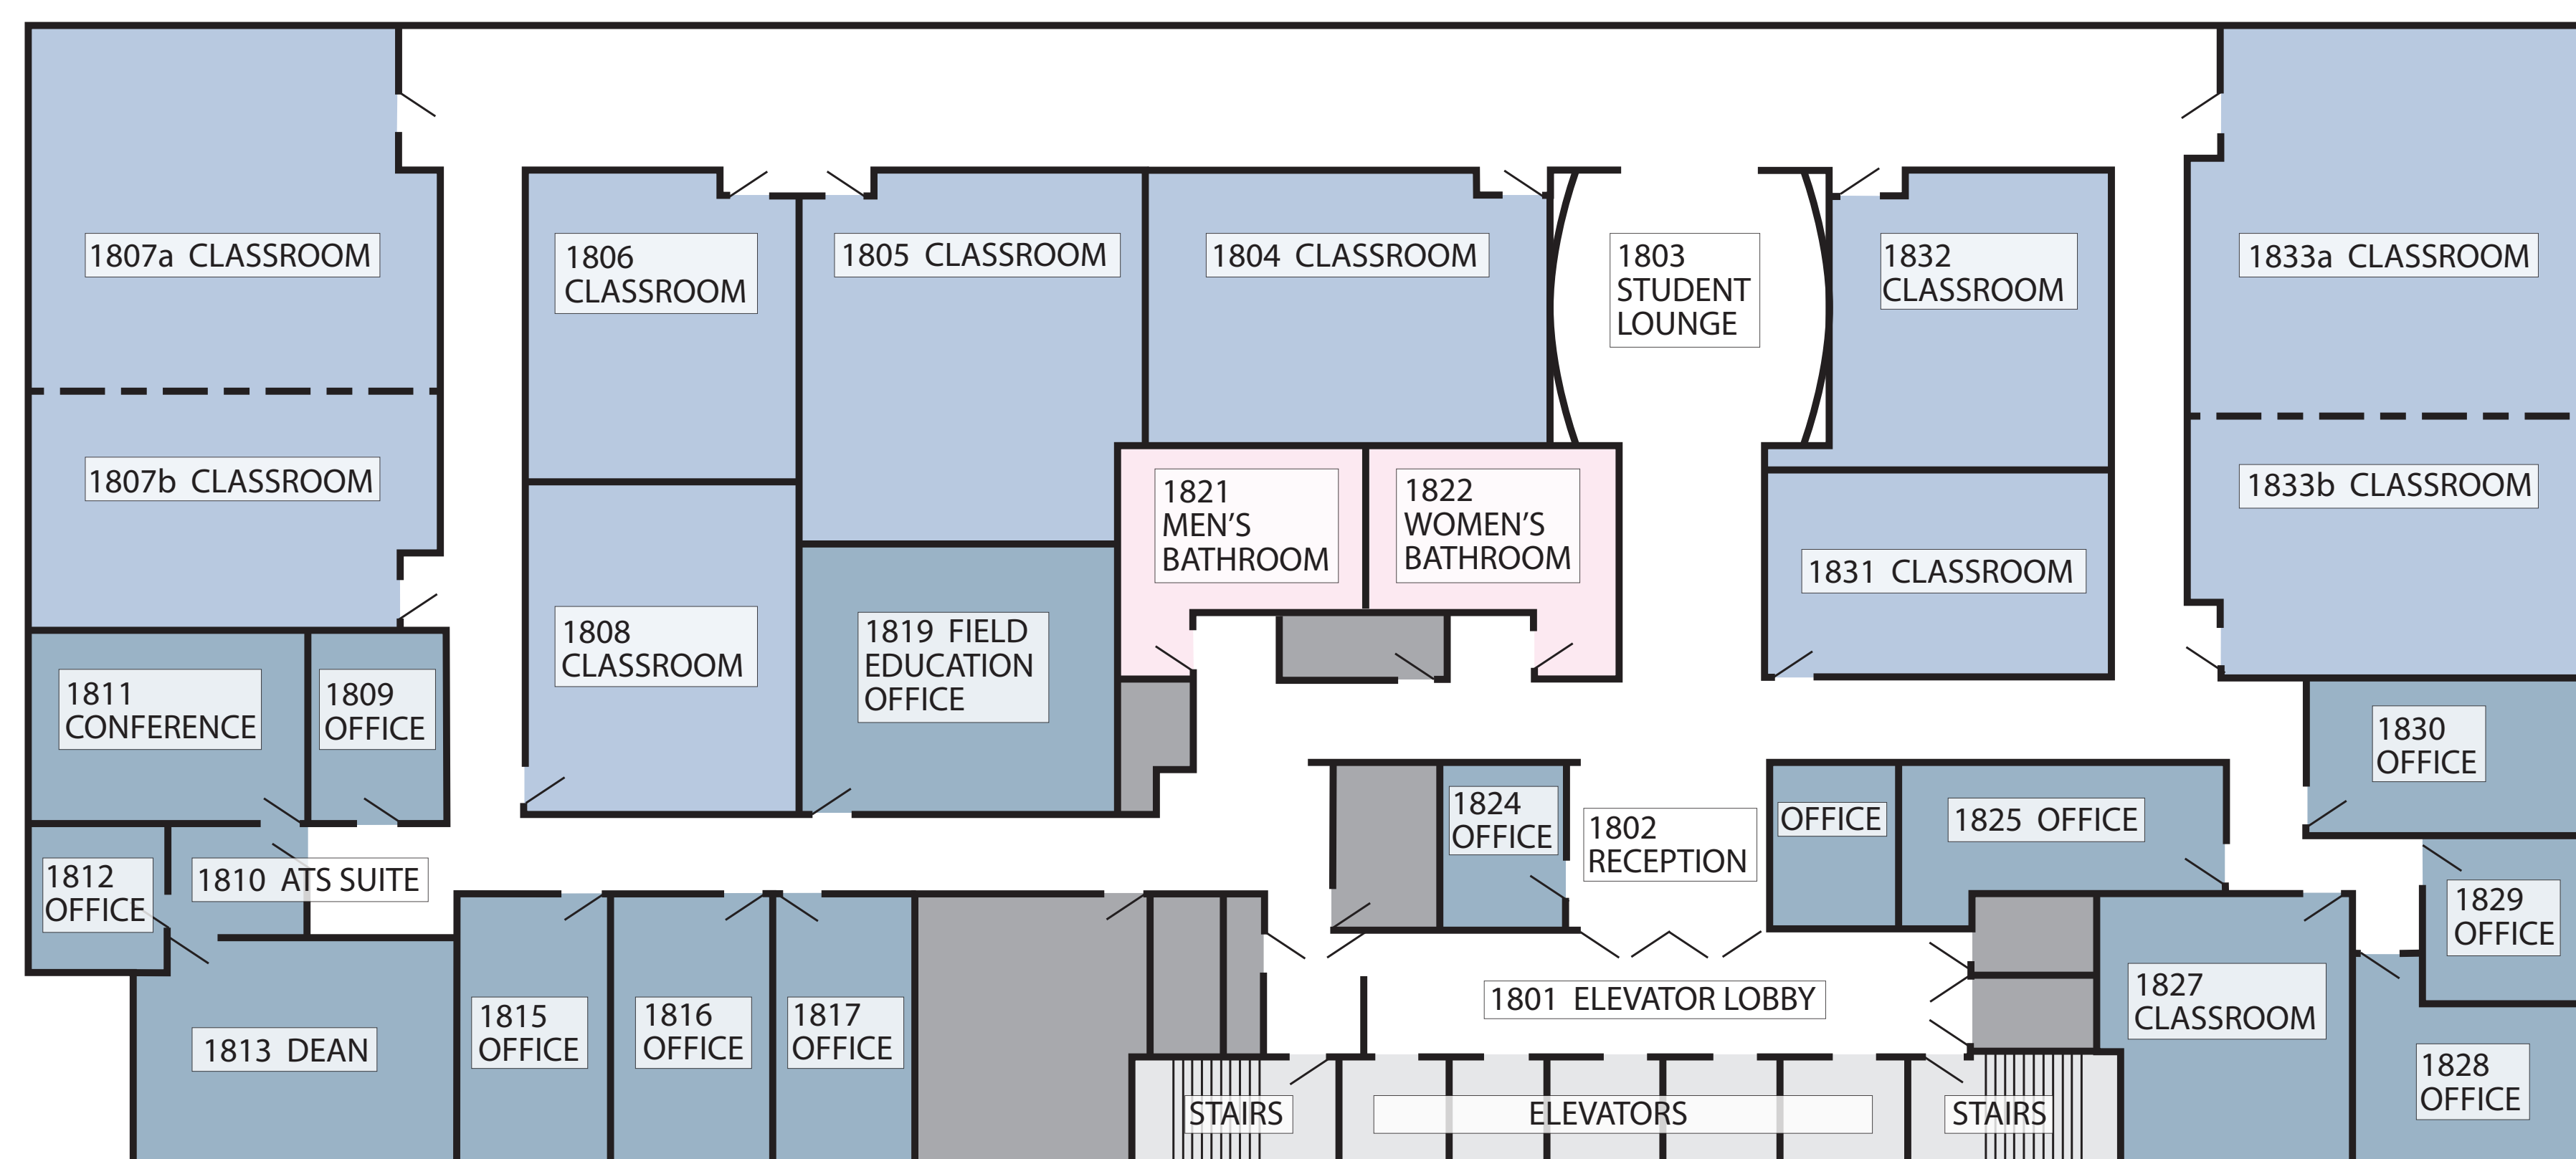 1807a CLASSROOM
1806
CLASSROOM
1805 CLASSROOM
1804 CLASSROOM
1803
STUDENT
LOUNGE
1832
CLASSROOM
1833a CLASSROOM
1807b CLASSROOM
1821
MEN'S
BATHROOM
1822
WOMEN'S
BATHROOM
1831 CLASSROOM
1833b CLASSROOM
1811
CONFERENCE
1809
OFFICE
1808
CLASSROOM
1819 FIELD
EDUCATION
OFFICE
1830
OFFICE
1812
OFFICE
1810 ATS SUITE
1824
OFFICE
1802
RECEPTION
OFFICE
1825 OFFICE
1829
OFFICE
1813 DEAN
1815
OFFICE
1816
OFFICE
1817
OFFICE
1801 ELEVATOR LOBBY
1827
CLASSROOM
1828
OFFICE
STAIRS
ELEVATORS
STAIRS